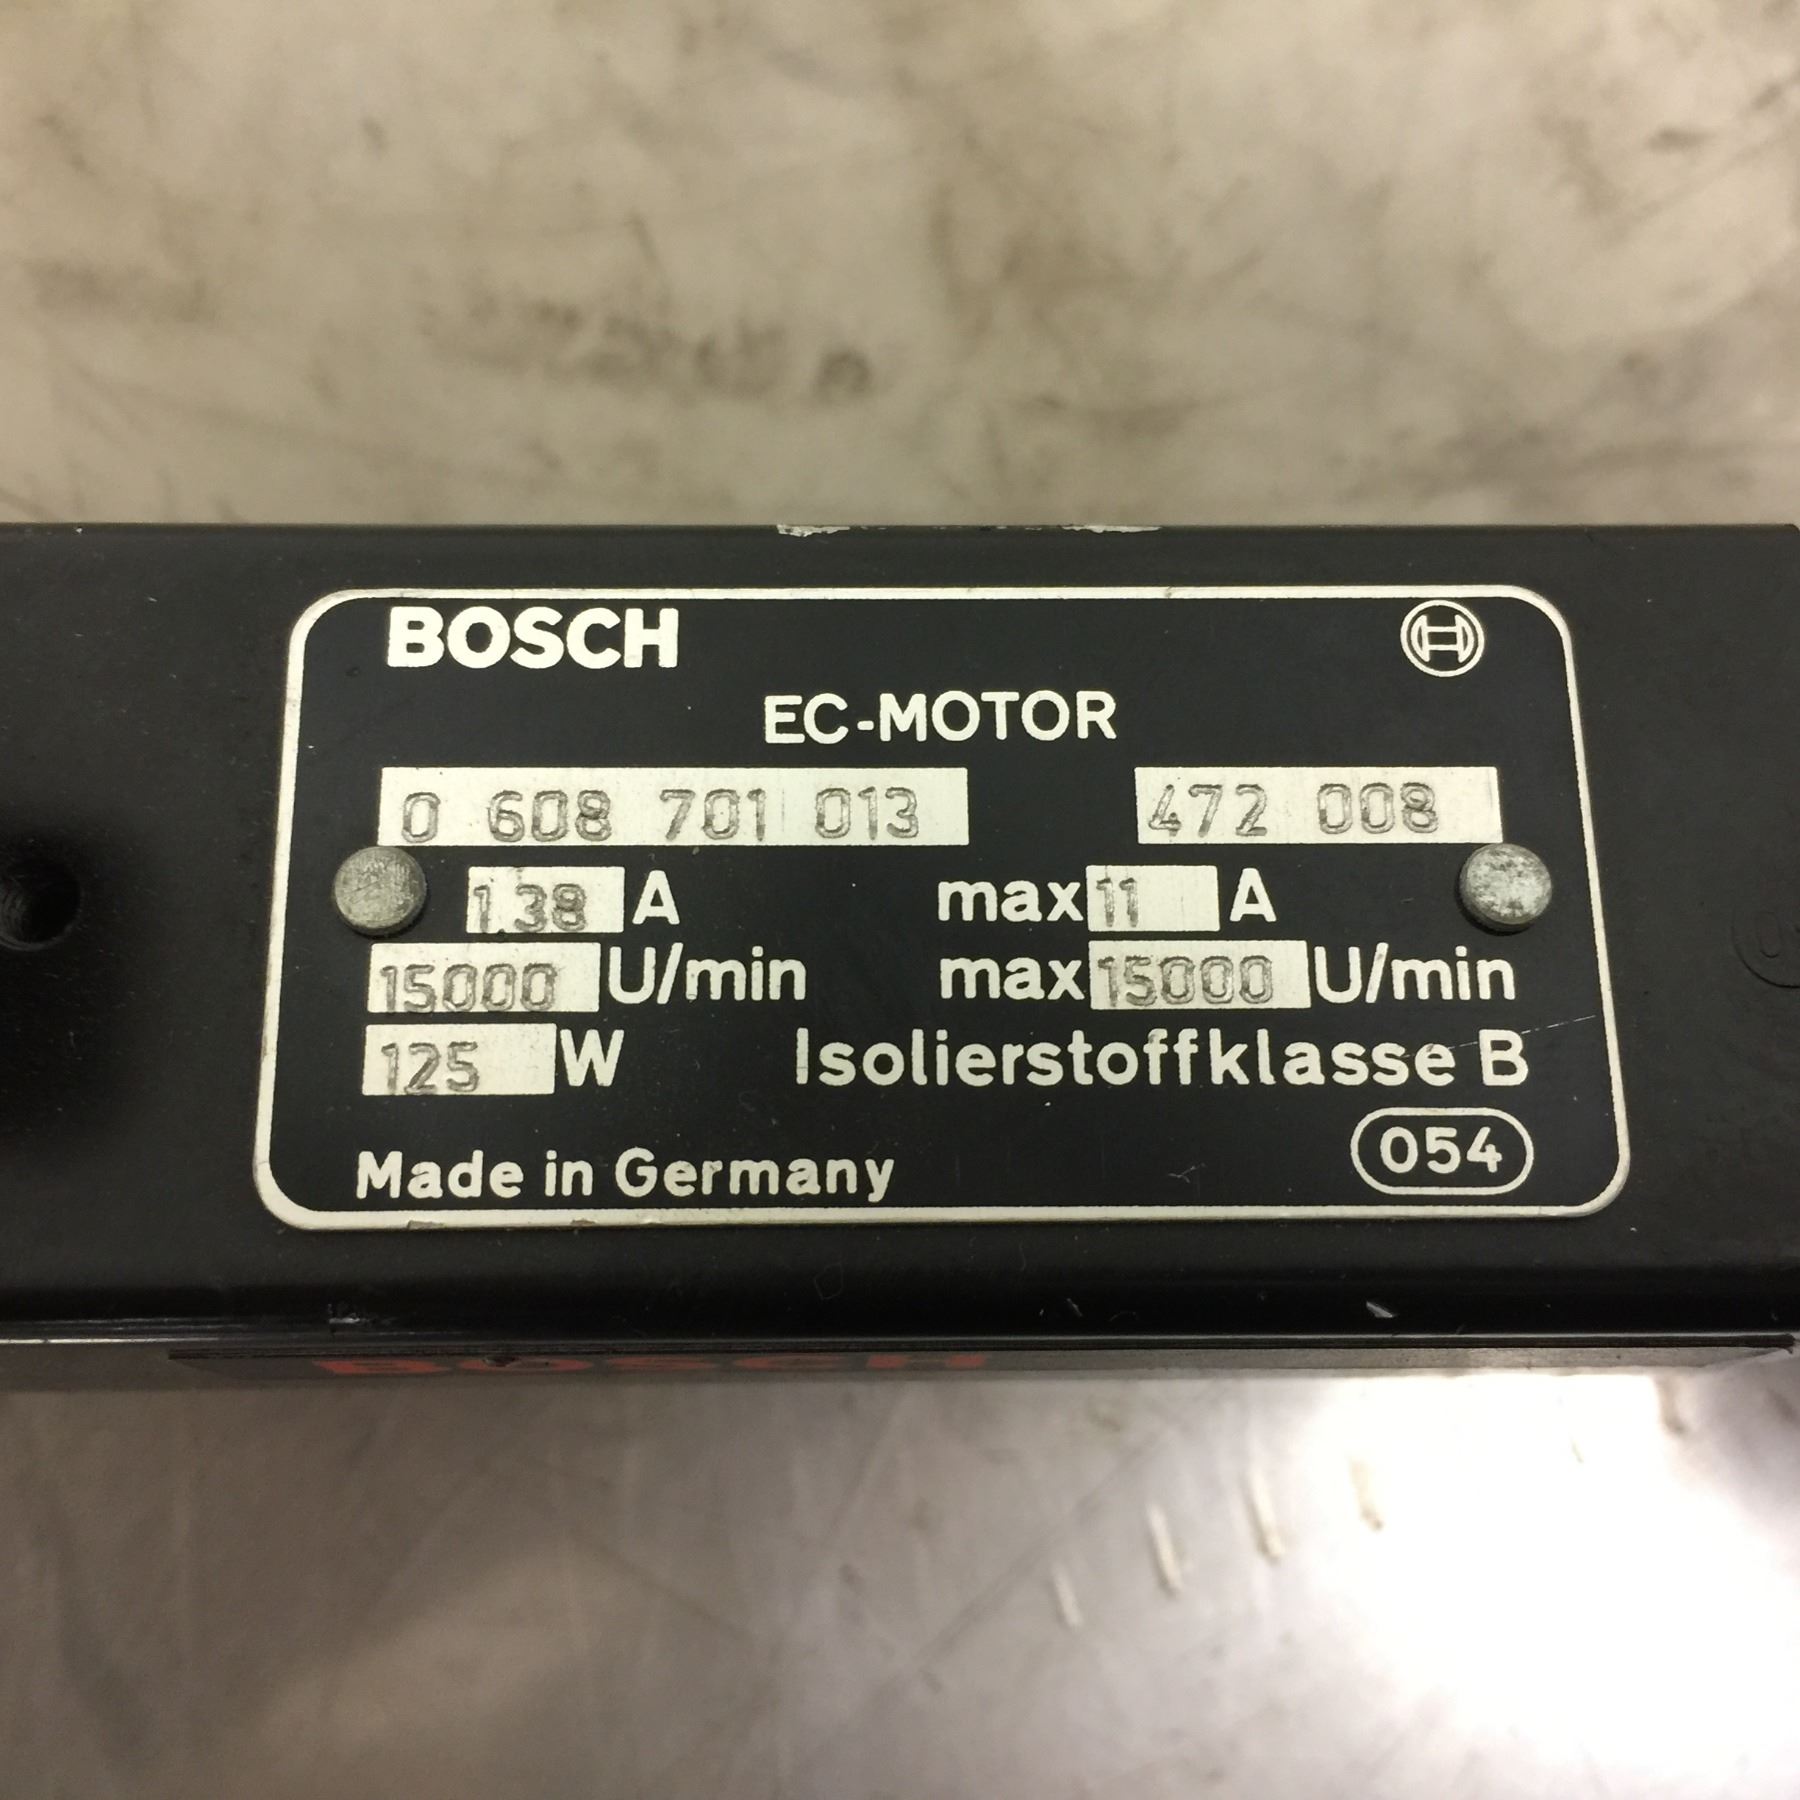 BOSCH
EC-MOTOR
0 608 701 013 472 008
1.38 A max 11 A
15000 U/min max 15000 U/min
125 W Isolierstoffklasse B
Made in Germany 054
BOSCH